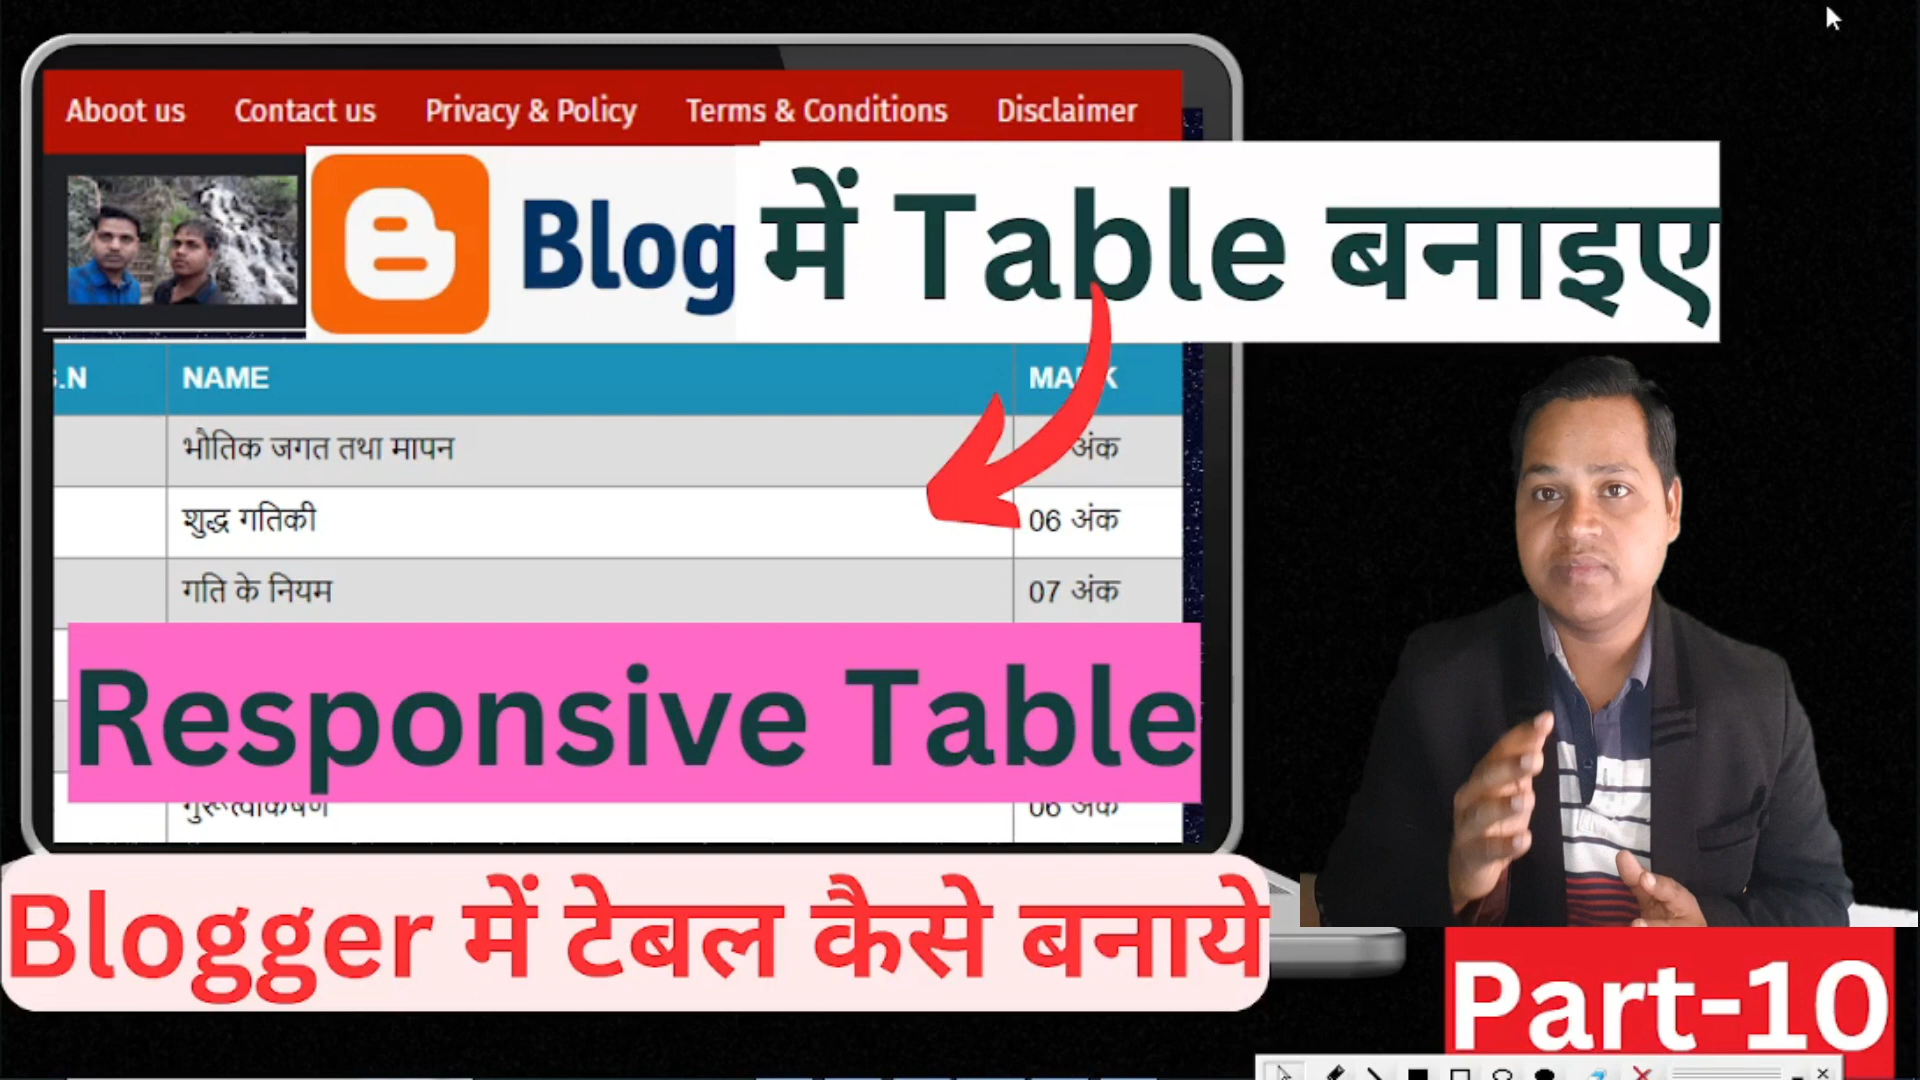 Aboot us Contact us Privacy & Policy Terms & Conditions Disclaimer
Blog में Table बनाइए
NAME
भौतिक जगत तथा मापन अंक
शुद्ध गतिकी 06 अंक
गति के नियम 07 अंक
Responsive Table
Blogger में टेबल कैसे बनाये
Part-10